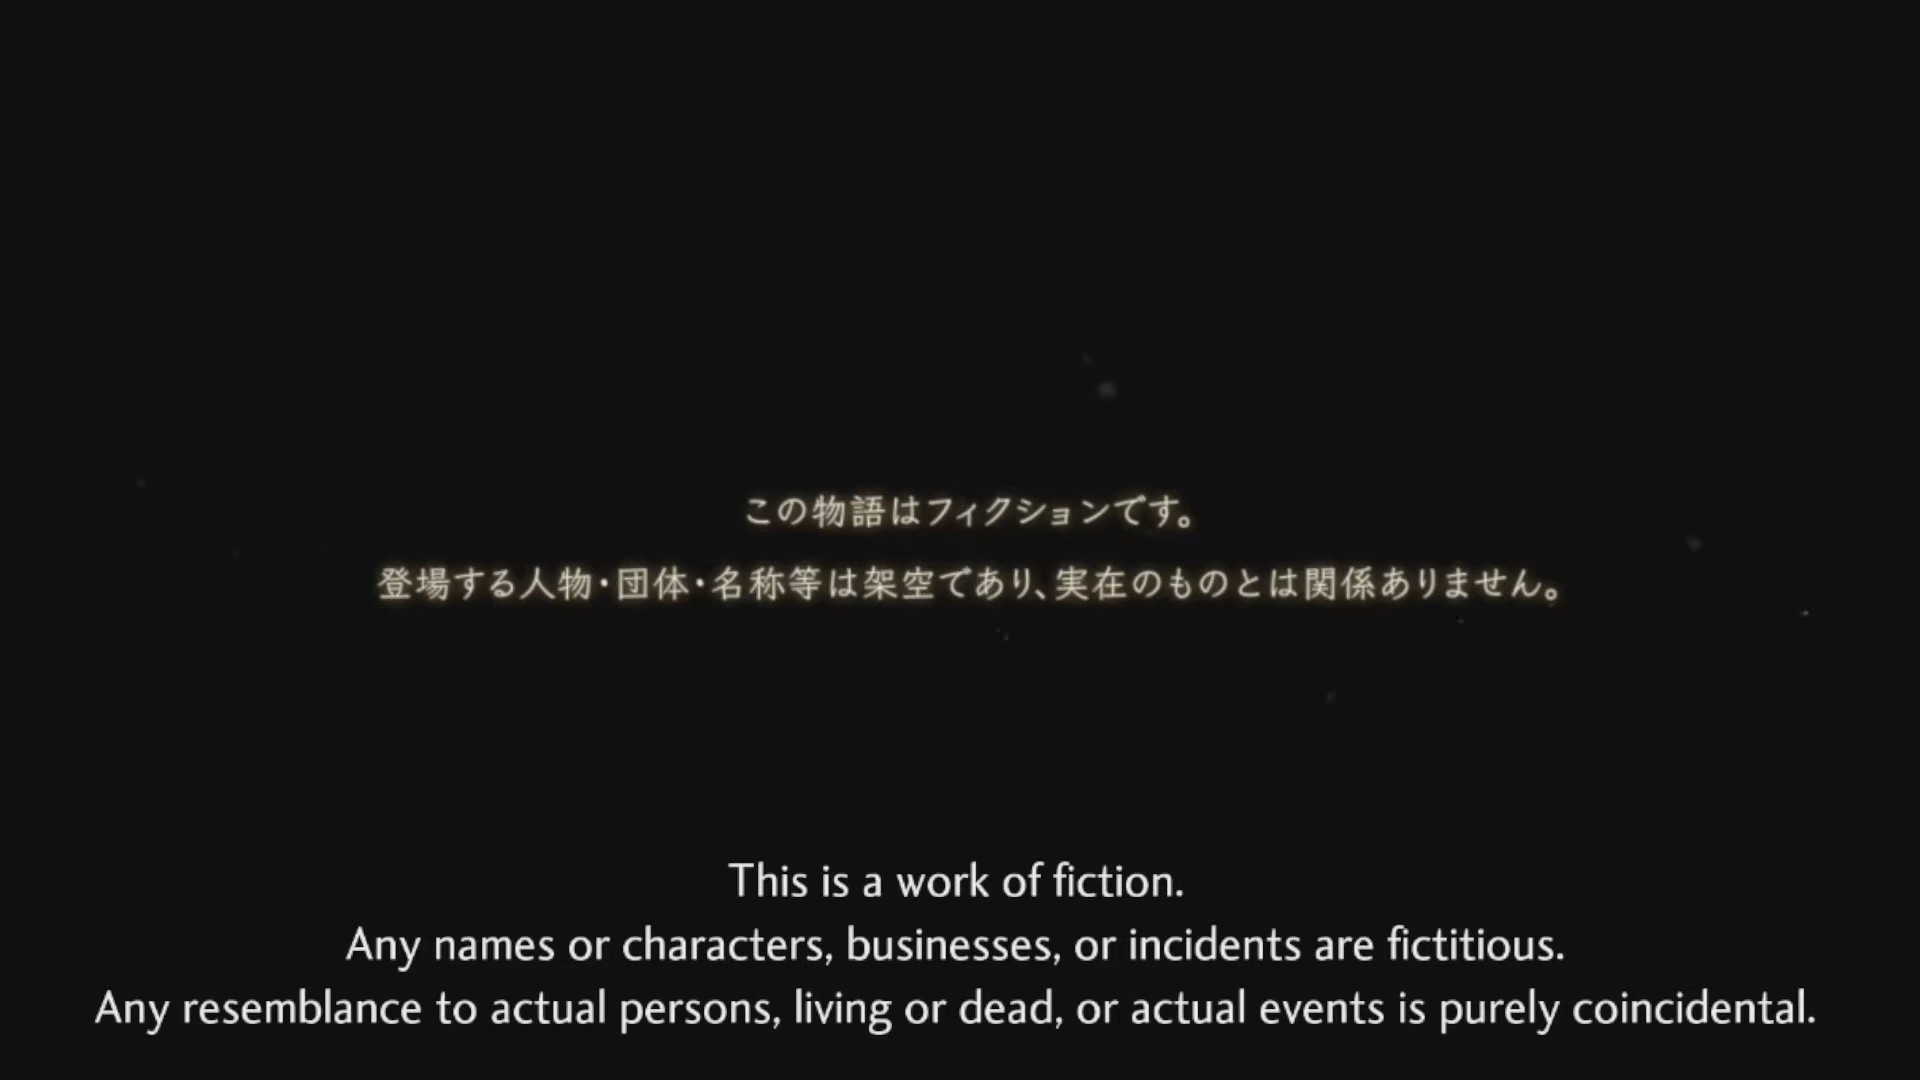 この物語はフィクションです。
登場する人物・団体・名称等は架空であり、実在のものとは関係ありません。
This is a work of fiction.
Any names or characters, businesses, or incidents are fictitious.
Any resemblance to actual persons, living or dead, or actual events is purely coincidental.